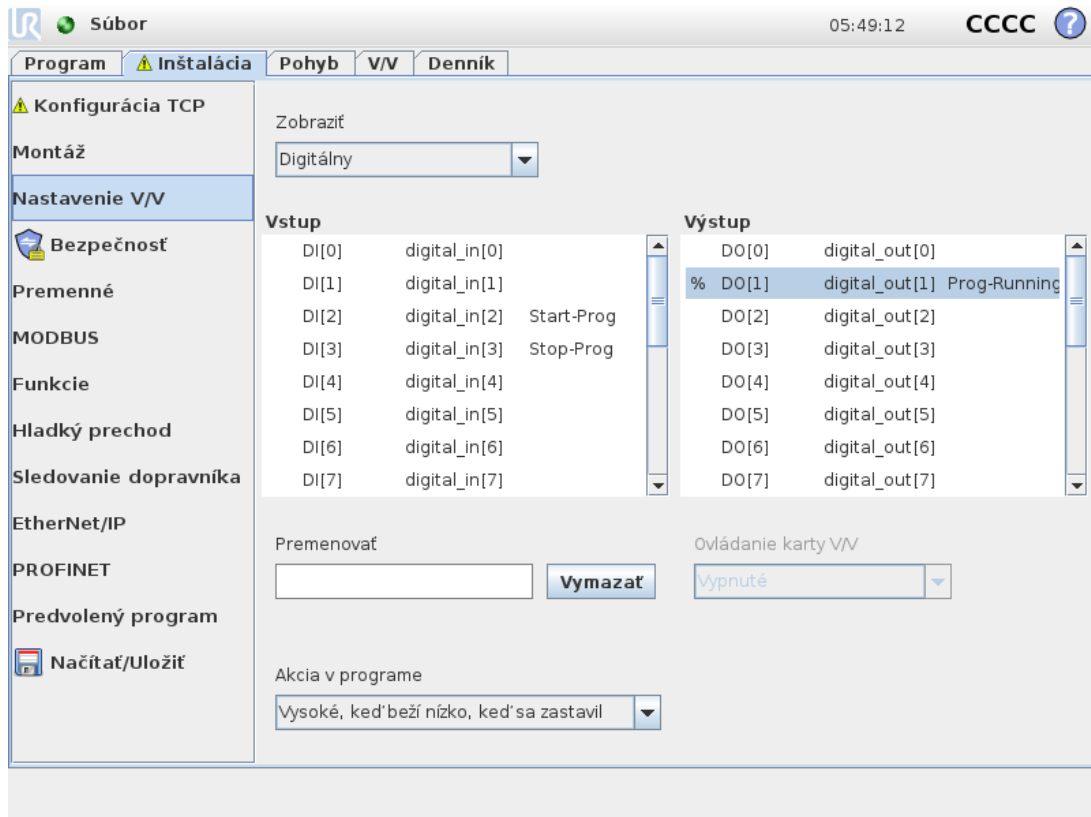 UR Súbor 05:49:12 CCCC ?
Program Inštalácia Pohyb V/V Denník
Konfigurácia TCP
Montáž
Nastavenie V/V
Bezpečnosť
Premenné
MODBUS
Funkcie
Hladký prechod
Sledovanie dopravníka
EtherNet/IP
PROFINET
Predvolený program
Načítať/Uložiť
Zobraziť
Digitálny
Vstup
DI[0] digital_in[0]
DI[1] digital_in[1]
DI[2] digital_in[2] Start-Prog
DI[3] digital_in[3] Stop-Prog
DI[4] digital_in[4]
DI[5] digital_in[5]
DI[6] digital_in[6]
DI[7] digital_in[7]
Výstup
DO[0] digital_out[0]
% DO[1] digital_out[1] Prog-Running
DO[2] digital_out[2]
DO[3] digital_out[3]
DO[4] digital_out[4]
DO[5] digital_out[5]
DO[6] digital_out[6]
DO[7] digital_out[7]
Premenovať
Vymazať
Ovládanie karty V/V
Vypnuté
Akcia v programe
Vysoké, keď beží nízko, keď sa zastavil